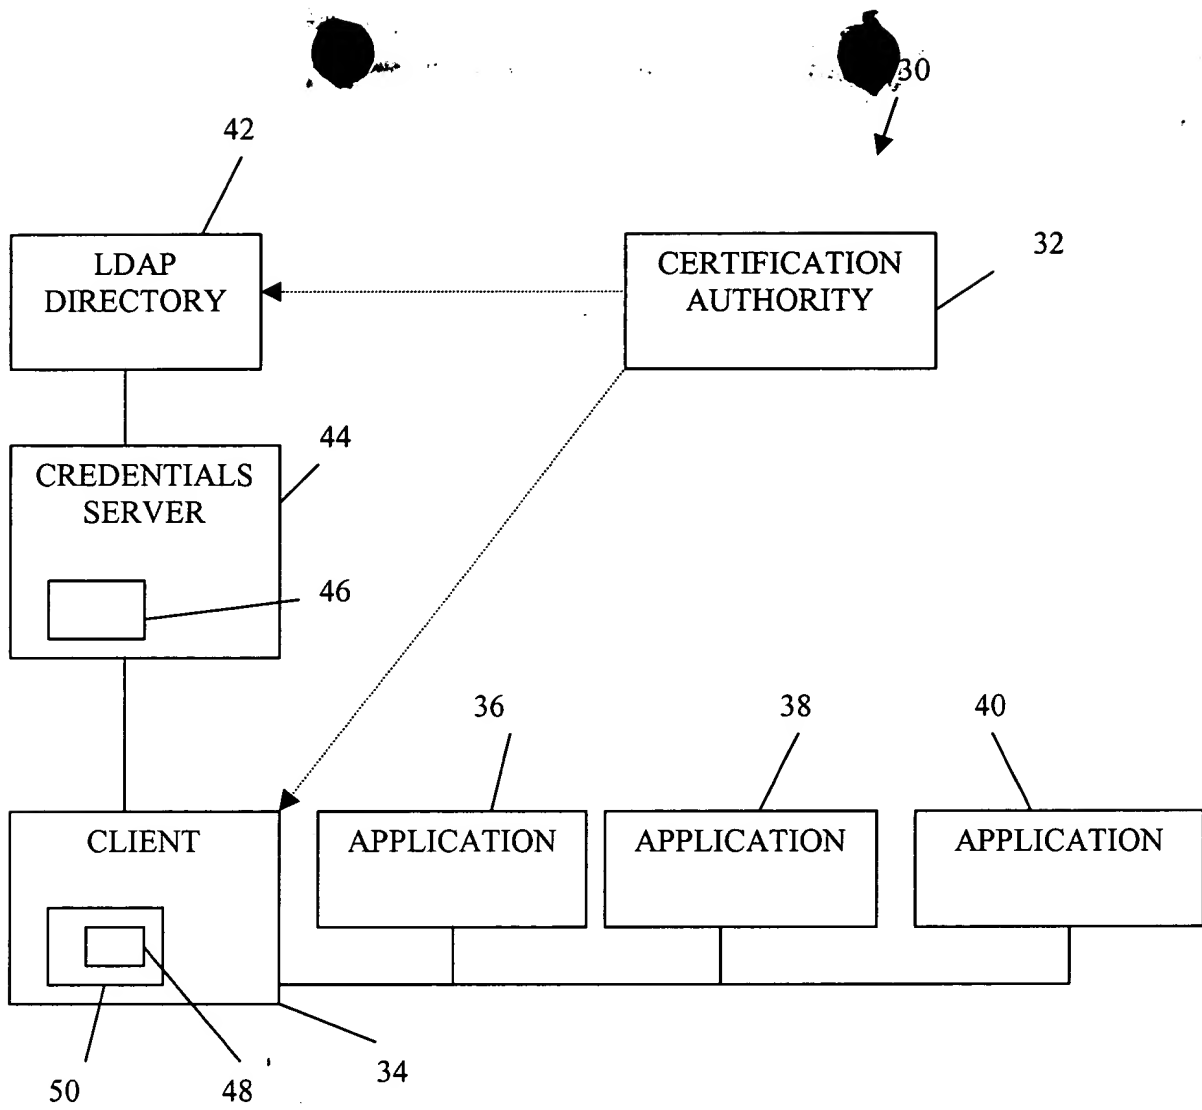 30
42
LDAP
DIRECTORY
CERTIFICATION
AUTHORITY
32
44
CREDENTIALS
SERVER
46
36
38
40
CLIENT
APPLICATION
APPLICATION
APPLICATION
50
48
34